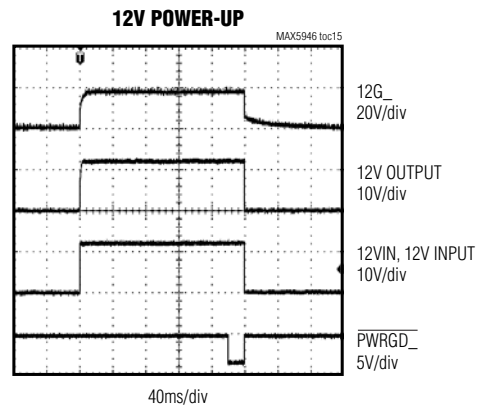 12V POWER-UP
MAX5946 toc15
12G_
20V/div
12V OUTPUT
10V/div
12VIN, 12V INPUT
10V/div
PWRGD_
5V/div
40ms/div